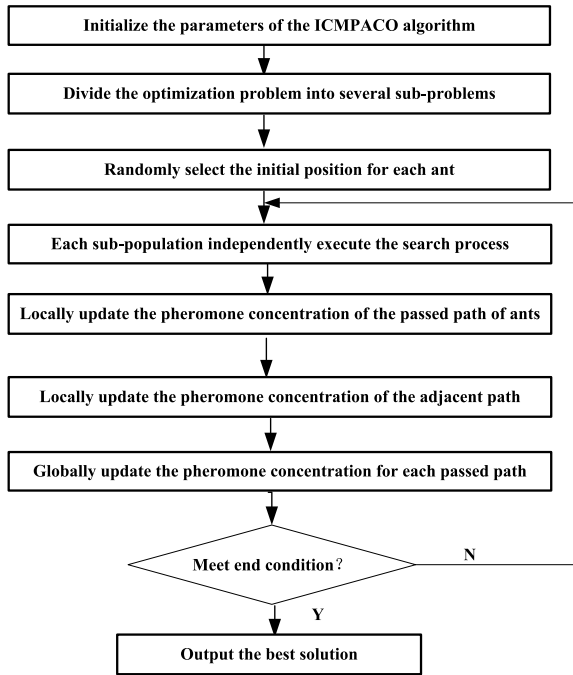 Initialize the parameters of the ICMPACO algorithm
Divide the optimization problem into several sub-problems
Randomly select the initial position for each ant
Each sub-population independently execute the search process
Locally update the pheromone concentration of the passed path of ants
Locally update the pheromone concentration of the adjacent path
Globally update the pheromone concentration for each passed path
Meet end condition？
N
Y
Output the best solution